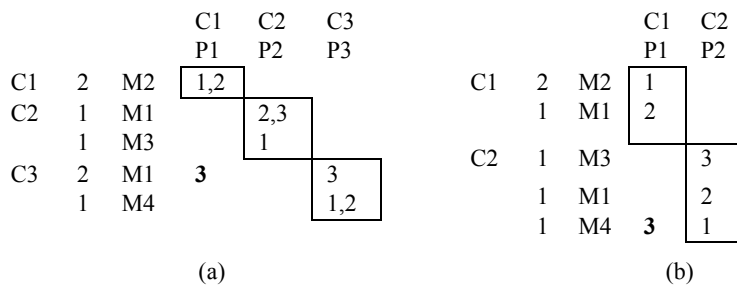 C1 C2 C3
P1 P2 P3
C1 2 M2 1,2
C2 1 M1 2,3
1 M3 1
C3 2 M1 3 3
1 M4 1,2
(a)
C1 C2
P1 P2
C1 2 M2 1
1 M1 2
C2 1 M3 3
1 M1 2
1 M4 3 1
(b)